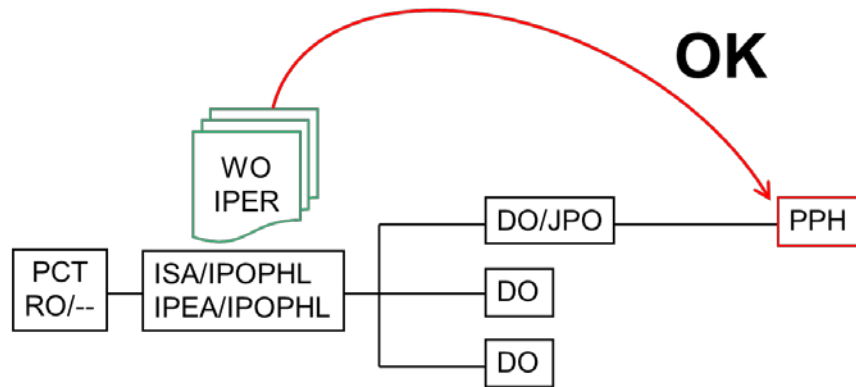 OK
WO
IPER
DO/JPO
PPH
PCT
RO/--
ISA/IPOPHL
IPEA/IPOPHL
DO
DO